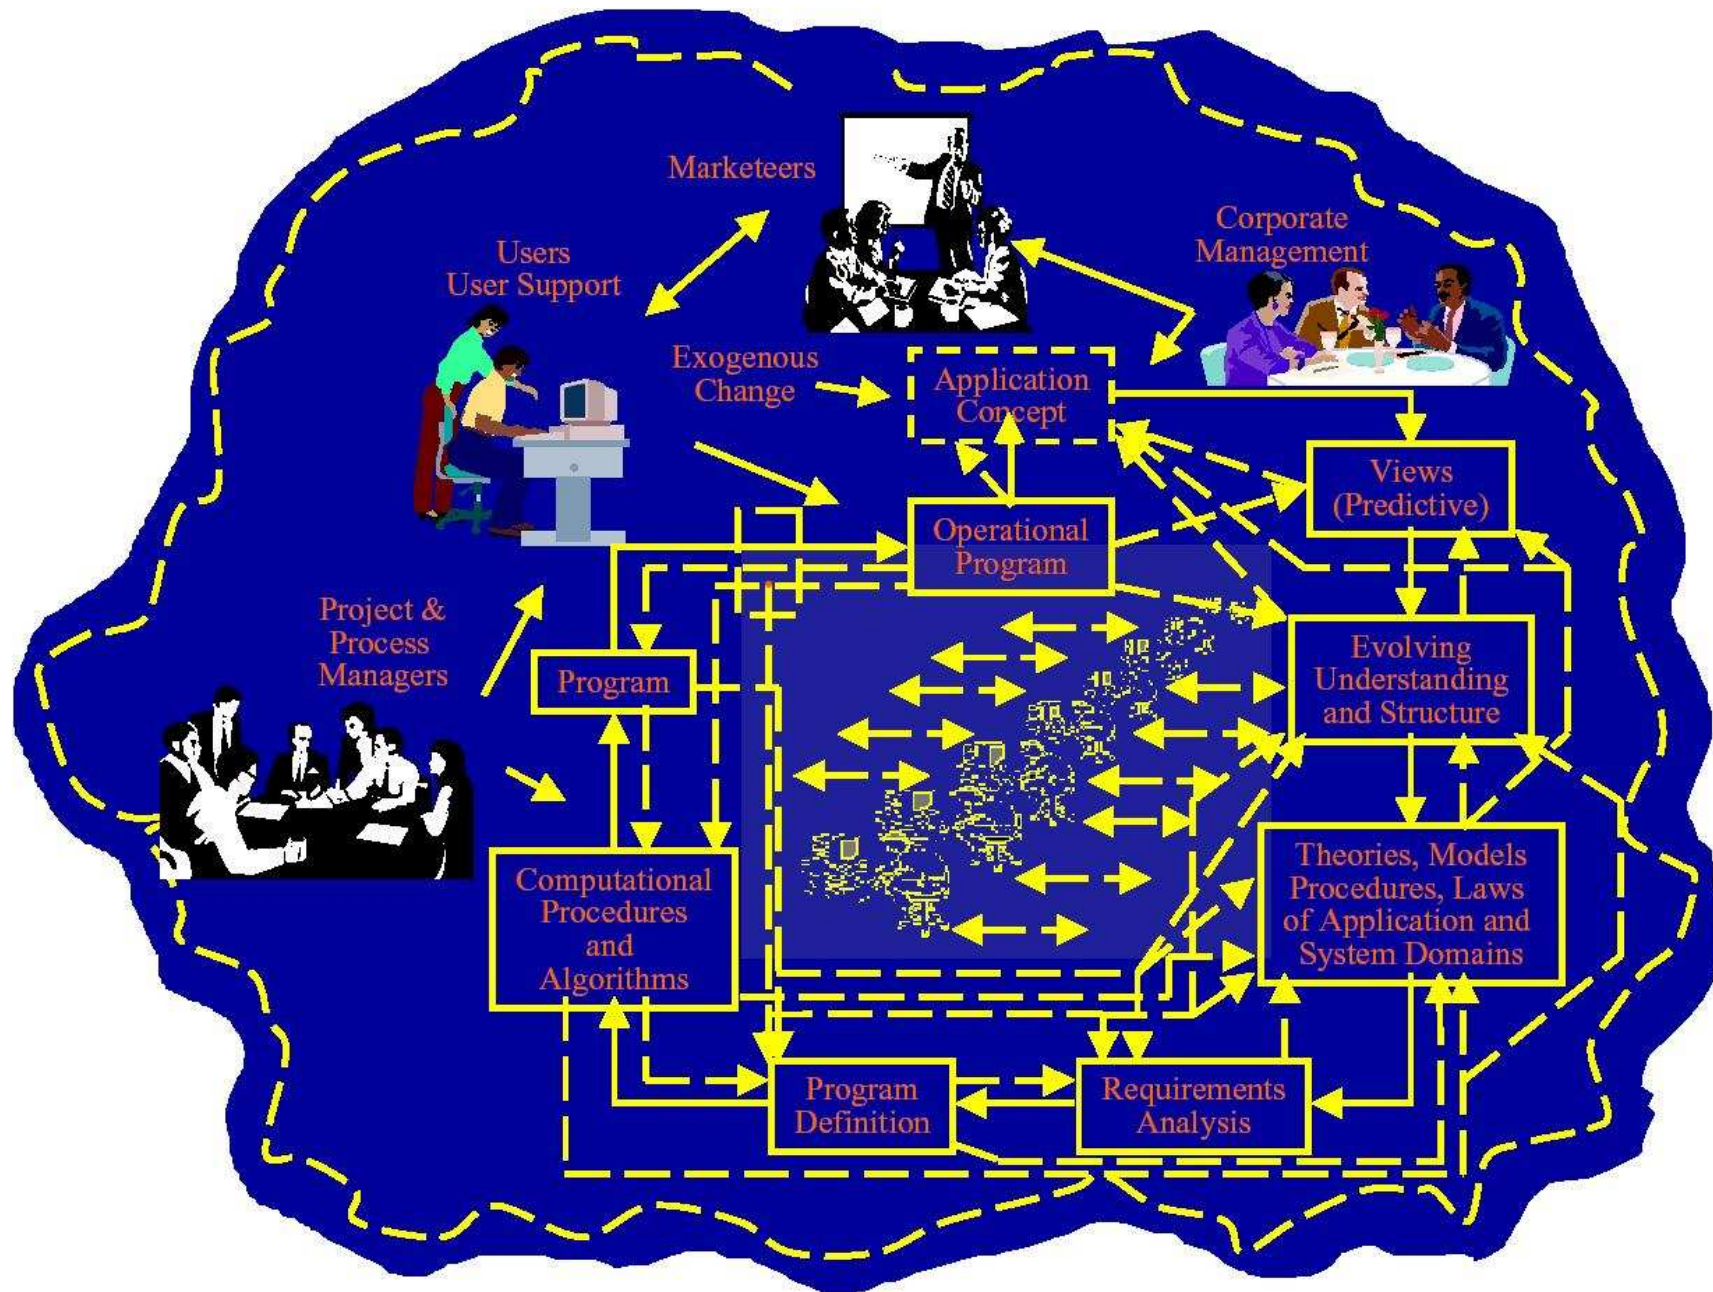 Marketeers
Corporate
Management
Users
User Support
Exogenous
Change
Application
Concept
Views
(Predictive)
Operational
Program
Project &
Process
Managers
Program
Evolving
Understanding
and Structure
Computational
Procedures
and
Algorithms
Theories, Models
Procedures, Laws
of Application and
System Domains
Program
Definition
Requirements
Analysis